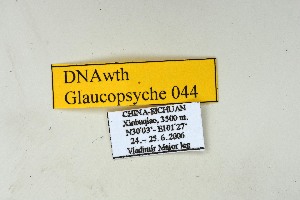 DNAwth
Glaucopsyche 044
CHINA-SICHUAN
Xinduqiao, 3500 m.
N30°03'- E101°27'
24. - 25. 6. 2006
Vladimir Major leg